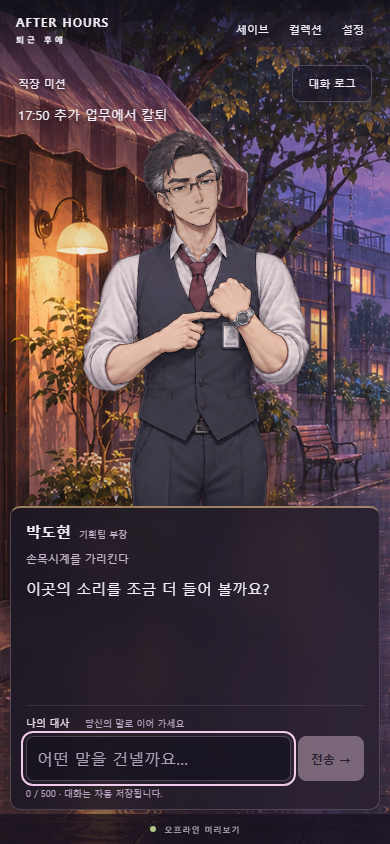 AFTER HOURS
퇴근 후에
세이브 컬렉션 설정
직장 미션
대화 로그
17:50 추가 업무에서 칼퇴
박도현 기획팀 부장
손목시계를 가리킨다
이곳의 소리를 조금 더 들어 볼까요?
나의 대사 당신의 말로 이어 가세요
어떤 말을 건넬까요...
전송 →
0 / 500 · 대화는 자동 저장됩니다.
오프라인 미리보기